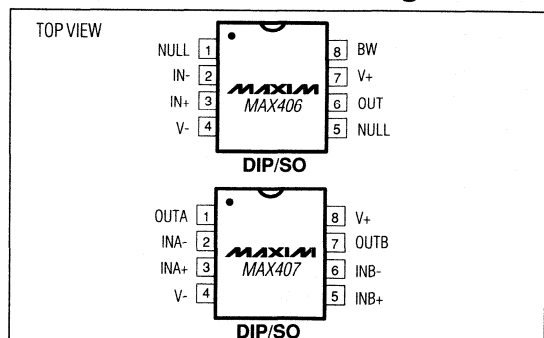 TOP VIEW
NULL 1
IN- 2
IN+ 3
V- 4
MAXIM
MAX406
8 BW
7 V+
6 OUT
5 NULL
DIP/SO
OUTA 1
INA- 2
INA+ 3
V- 4
MAXIM
MAX407
8 V+
7 OUTB
6 INB-
5 INB+
DIP/SO